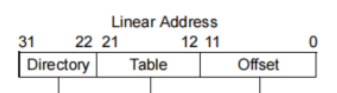 Linear Address
31 22 21 12 11 0
Directory Table Offset